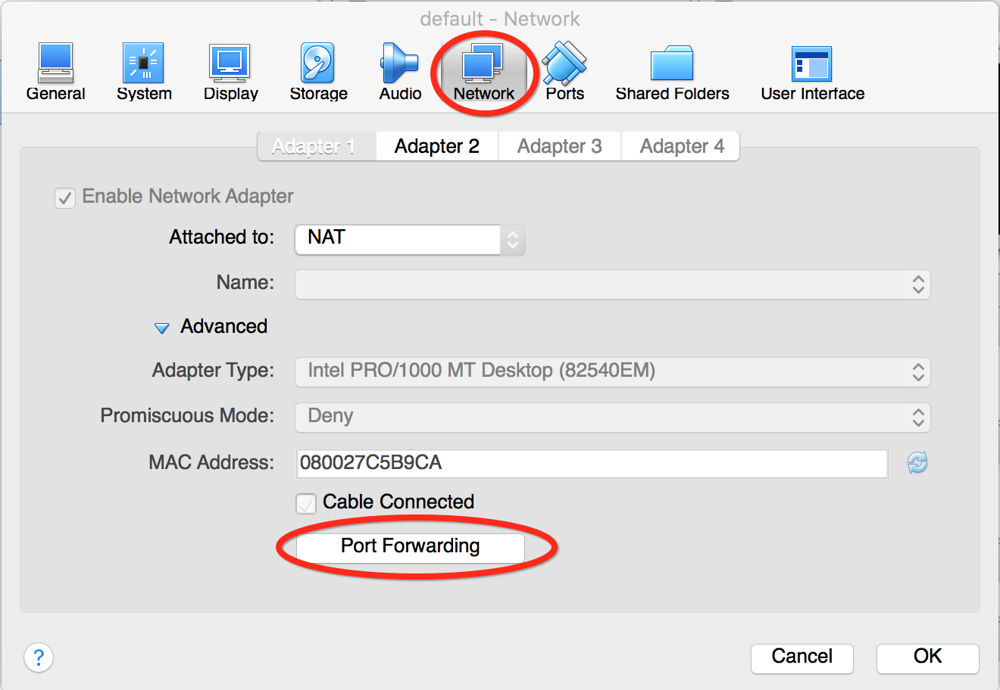 default - Network
General System Display Storage Audio Network Ports Shared Folders User Interface
Adapter 1 Adapter 2 Adapter 3 Adapter 4
Enable Network Adapter
Attached to: NAT
Name:
Advanced
Adapter Type: Intel PRO/1000 MT Desktop (82540EM)
Promiscuous Mode: Deny
MAC Address: 080027C5B9CA
Cable Connected
Port Forwarding
? Cancel OK